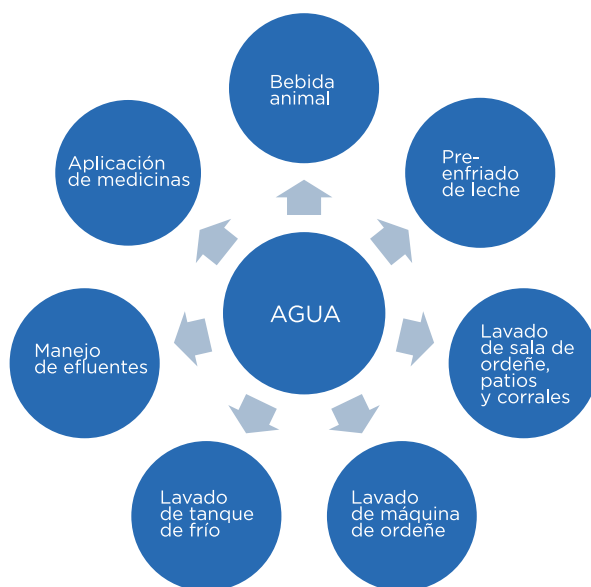 Bebida
animal
Pre-
enfriado
de leche
Lavado
de sala de
ordeñe,
patios
y corrales
Lavado
de máquina
de ordeñe
Lavado
de tanque
de frío
Manejo
de efluentes
Aplicación
de medicinas
AGUA